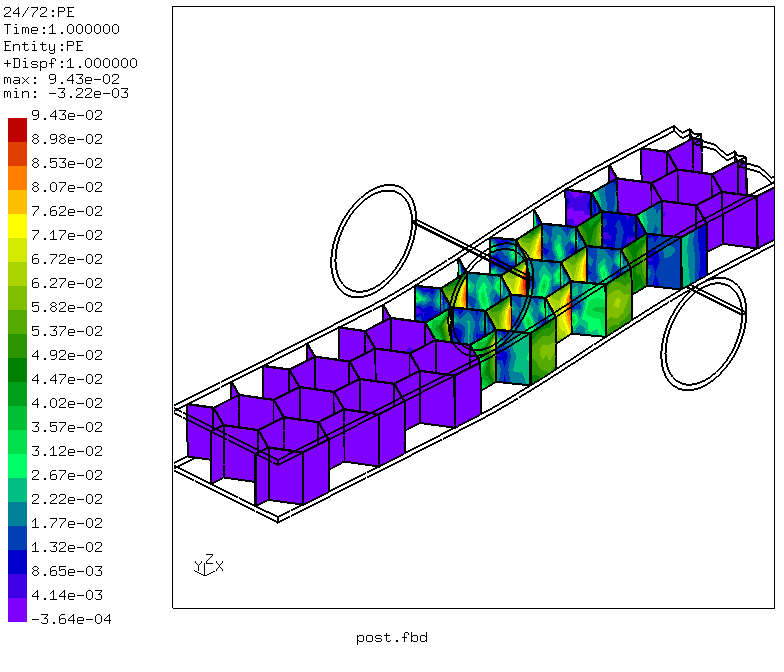 24/72:PE
Time:1.000000
Entity:PE
+Dispf:1.000000
max: 9.43e-02
min: -3.22e-03
9.43e-02
8.98e-02
8.53e-02
8.07e-02
7.62e-02
7.17e-02
6.72e-02
6.27e-02
5.82e-02
5.37e-02
4.92e-02
4.47e-02
4.02e-02
3.57e-02
3.12e-02
2.67e-02
2.22e-02
1.77e-02
1.32e-02
8.65e-03
4.14e-03
-3.64e-04
Y Z X
post.fbd